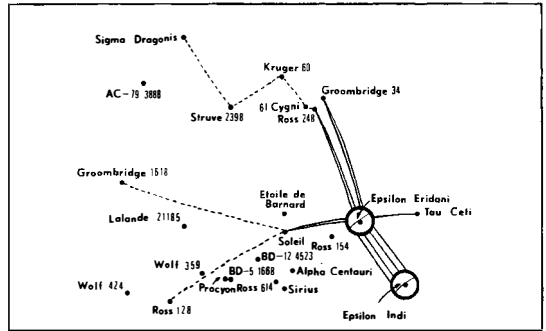 Sigma Dragonis
Kruger 60
Groombridge 34
AC-79 3888
Struve 2398
61 Cygni
Ross 248
Groombridge 1618
Etoile de
Barnard
Epsilon Eridani
Tau Ceti
Lalande 21185
Soleil
Ross 154
BD-12 4523
Wolf 359
BD-5 1668
Alpha Centauri
Wolf 424
Procyon
Ross 614
Sirius
Ross 128
Epsilon
Indi